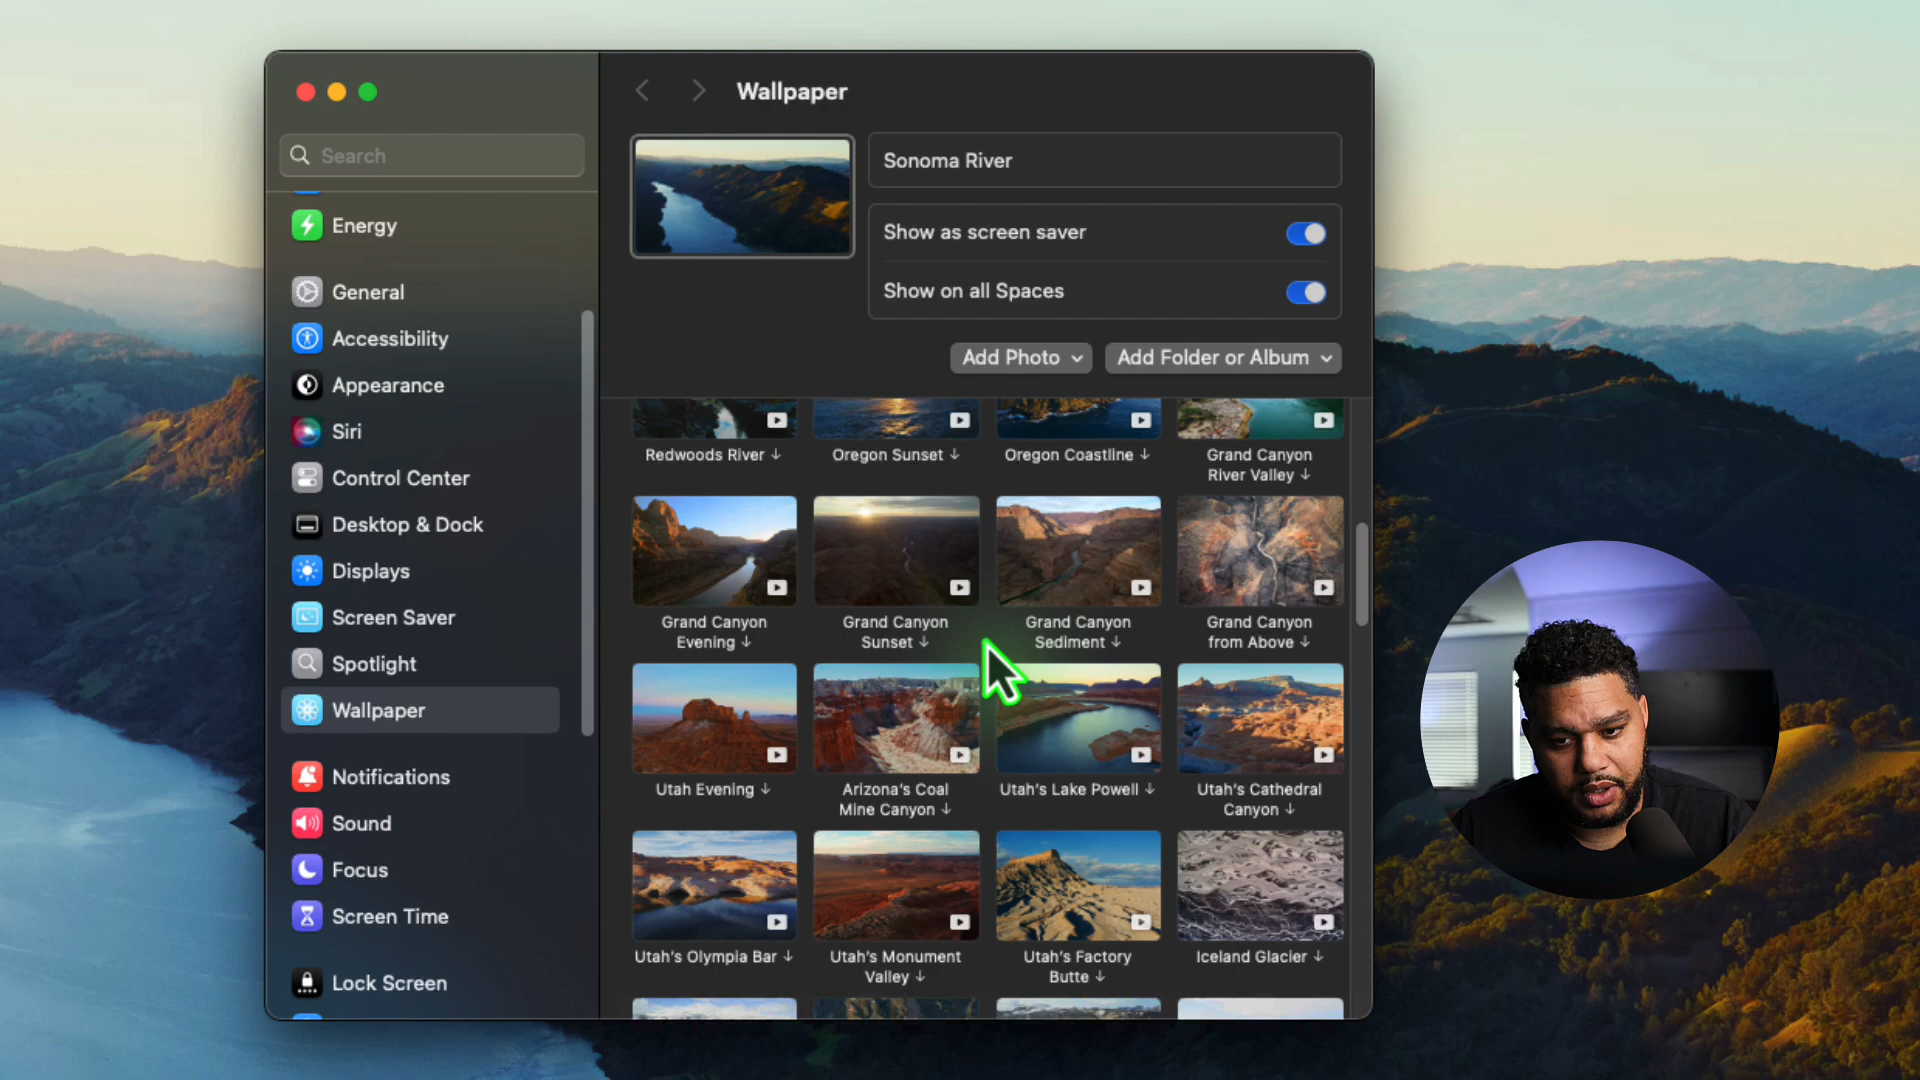 Wallpaper
Search
Energy
General
Accessibility
Appearance
Siri
Control Center
Desktop & Dock
Displays
Screen Saver
Spotlight
Wallpaper
Notifications
Sound
Focus
Screen Time
Lock Screen
Sonoma River
Show as screen saver
Show on all Spaces
Add Photo
Add Folder or Album
Redwoods River ↓
Oregon Sunset ↓
Oregon Coastline ↓
Grand Canyon
River Valley ↓
Grand Canyon
Evening ↓
Grand Canyon
Sunset ↓
Grand Canyon
Sediment ↓
Grand Canyon
from Above ↓
Utah Evening ↓
Arizona's Coal
Mine Canyon ↓
Utah's Lake Powell ↓
Utah's Cathedral
Canyon ↓
Utah's Olympia Bar ↓
Utah's Monument
Valley ↓
Utah's Factory
Butte ↓
Iceland Glacier ↓